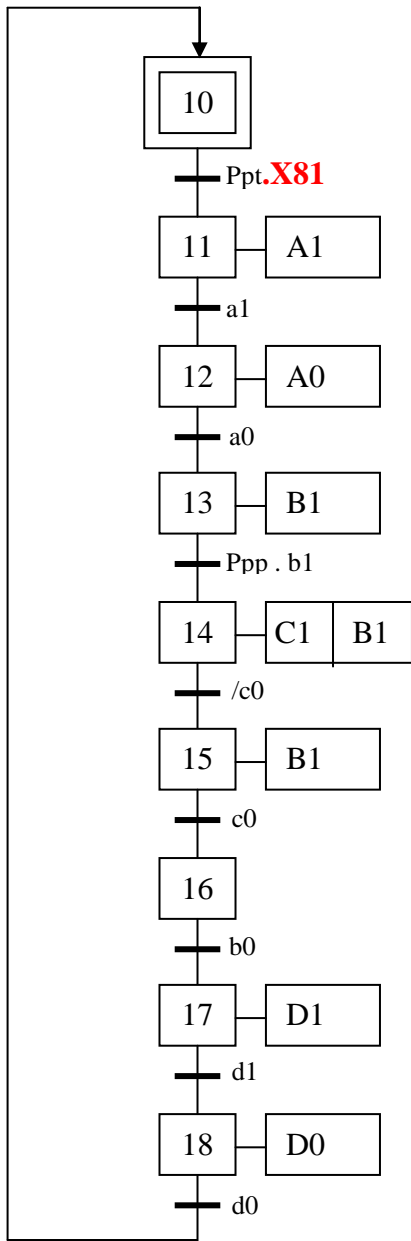 10
Ppt.X81
11 A1
a1
12 A0
a0
13 B1
Ppp . b1
14 C1 B1
/c0
15 B1
c0
16
b0
17 D1
d1
18 D0
d0